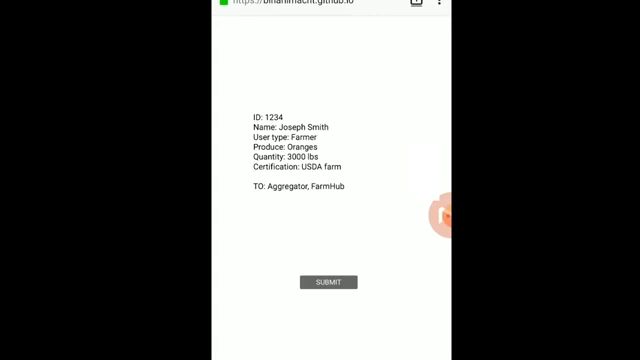 ID: 1234
Name: Joseph Smith
User type: Farmer
Produce: Oranges
Quantity: 3000 lbs
Certification: USDA farm
TO: Aggregator, FarmHub
SUBMIT